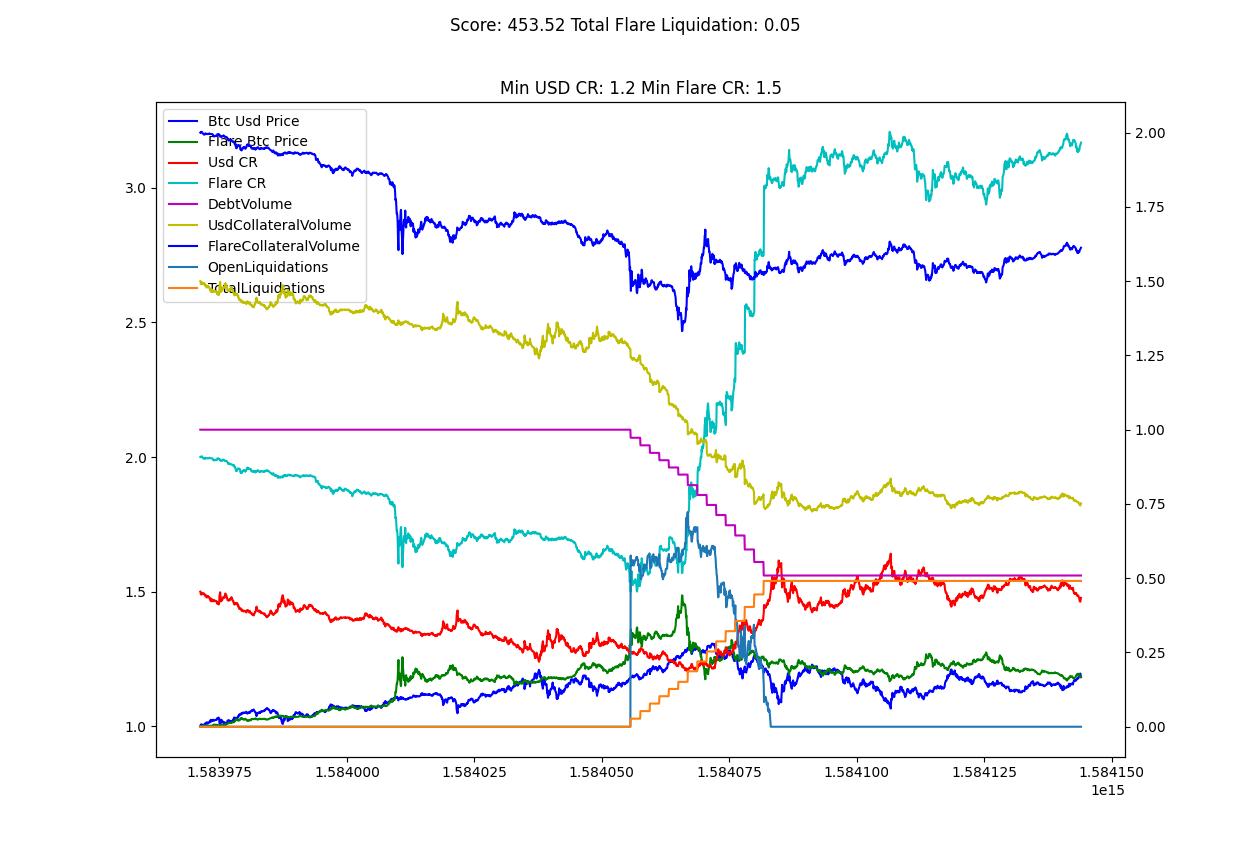 Score: 453.52 Total Flare Liquidation: 0.05
Min USD CR: 1.2 Min Flare CR: 1.5
Btc Usd Price
Flare Btc Price
Usd CR
Flare CR
DebtVolume
UsdCollateralVolume
FlareCollateralVolume
OpenLiquidations
TotalLiquidations
3.0
2.5
2.0
1.5
1.0
2.00
1.75
1.50
1.25
1.00
0.75
0.50
0.25
0.00
1.583975 1.584000 1.584025 1.584050 1.584075 1.584100 1.584125 1.584150
1e15